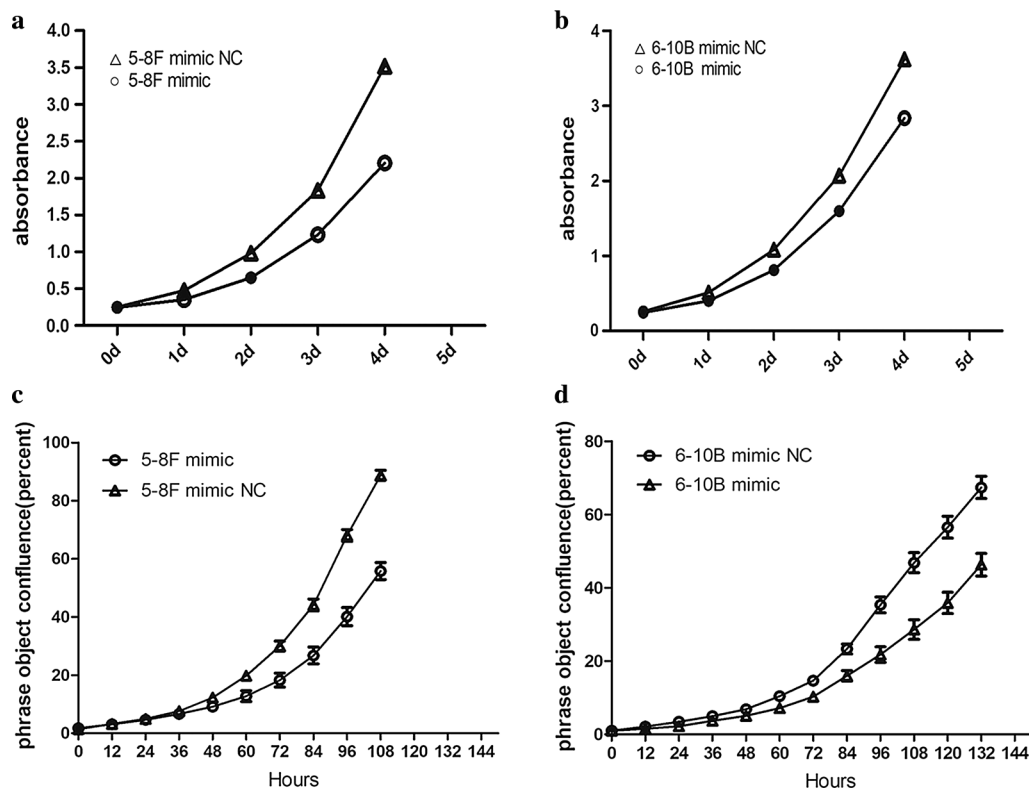 a
4.0
3.5
3.0
2.5
2.0
1.5
1.0
0.5
0.0
absorbance
5-8F mimic NC
5-8F mimic
0d 1d 2d 3d 4d 5d
b
4
3
2
1
0
absorbance
6-10B mimic NC
6-10B mimic
0d 1d 2d 3d 4d 5d
c
100
80
60
40
20
0
phrase object confluence(percent)
5-8F mimic
5-8F mimic NC
0 12 24 36 48 60 72 84 96 108 120 132 144
Hours
d
80
60
40
20
0
phrase object confluence(percent)
6-10B mimic NC
6-10B mimic
0 12 24 36 48 60 72 84 96 108 120 132 144
Hours